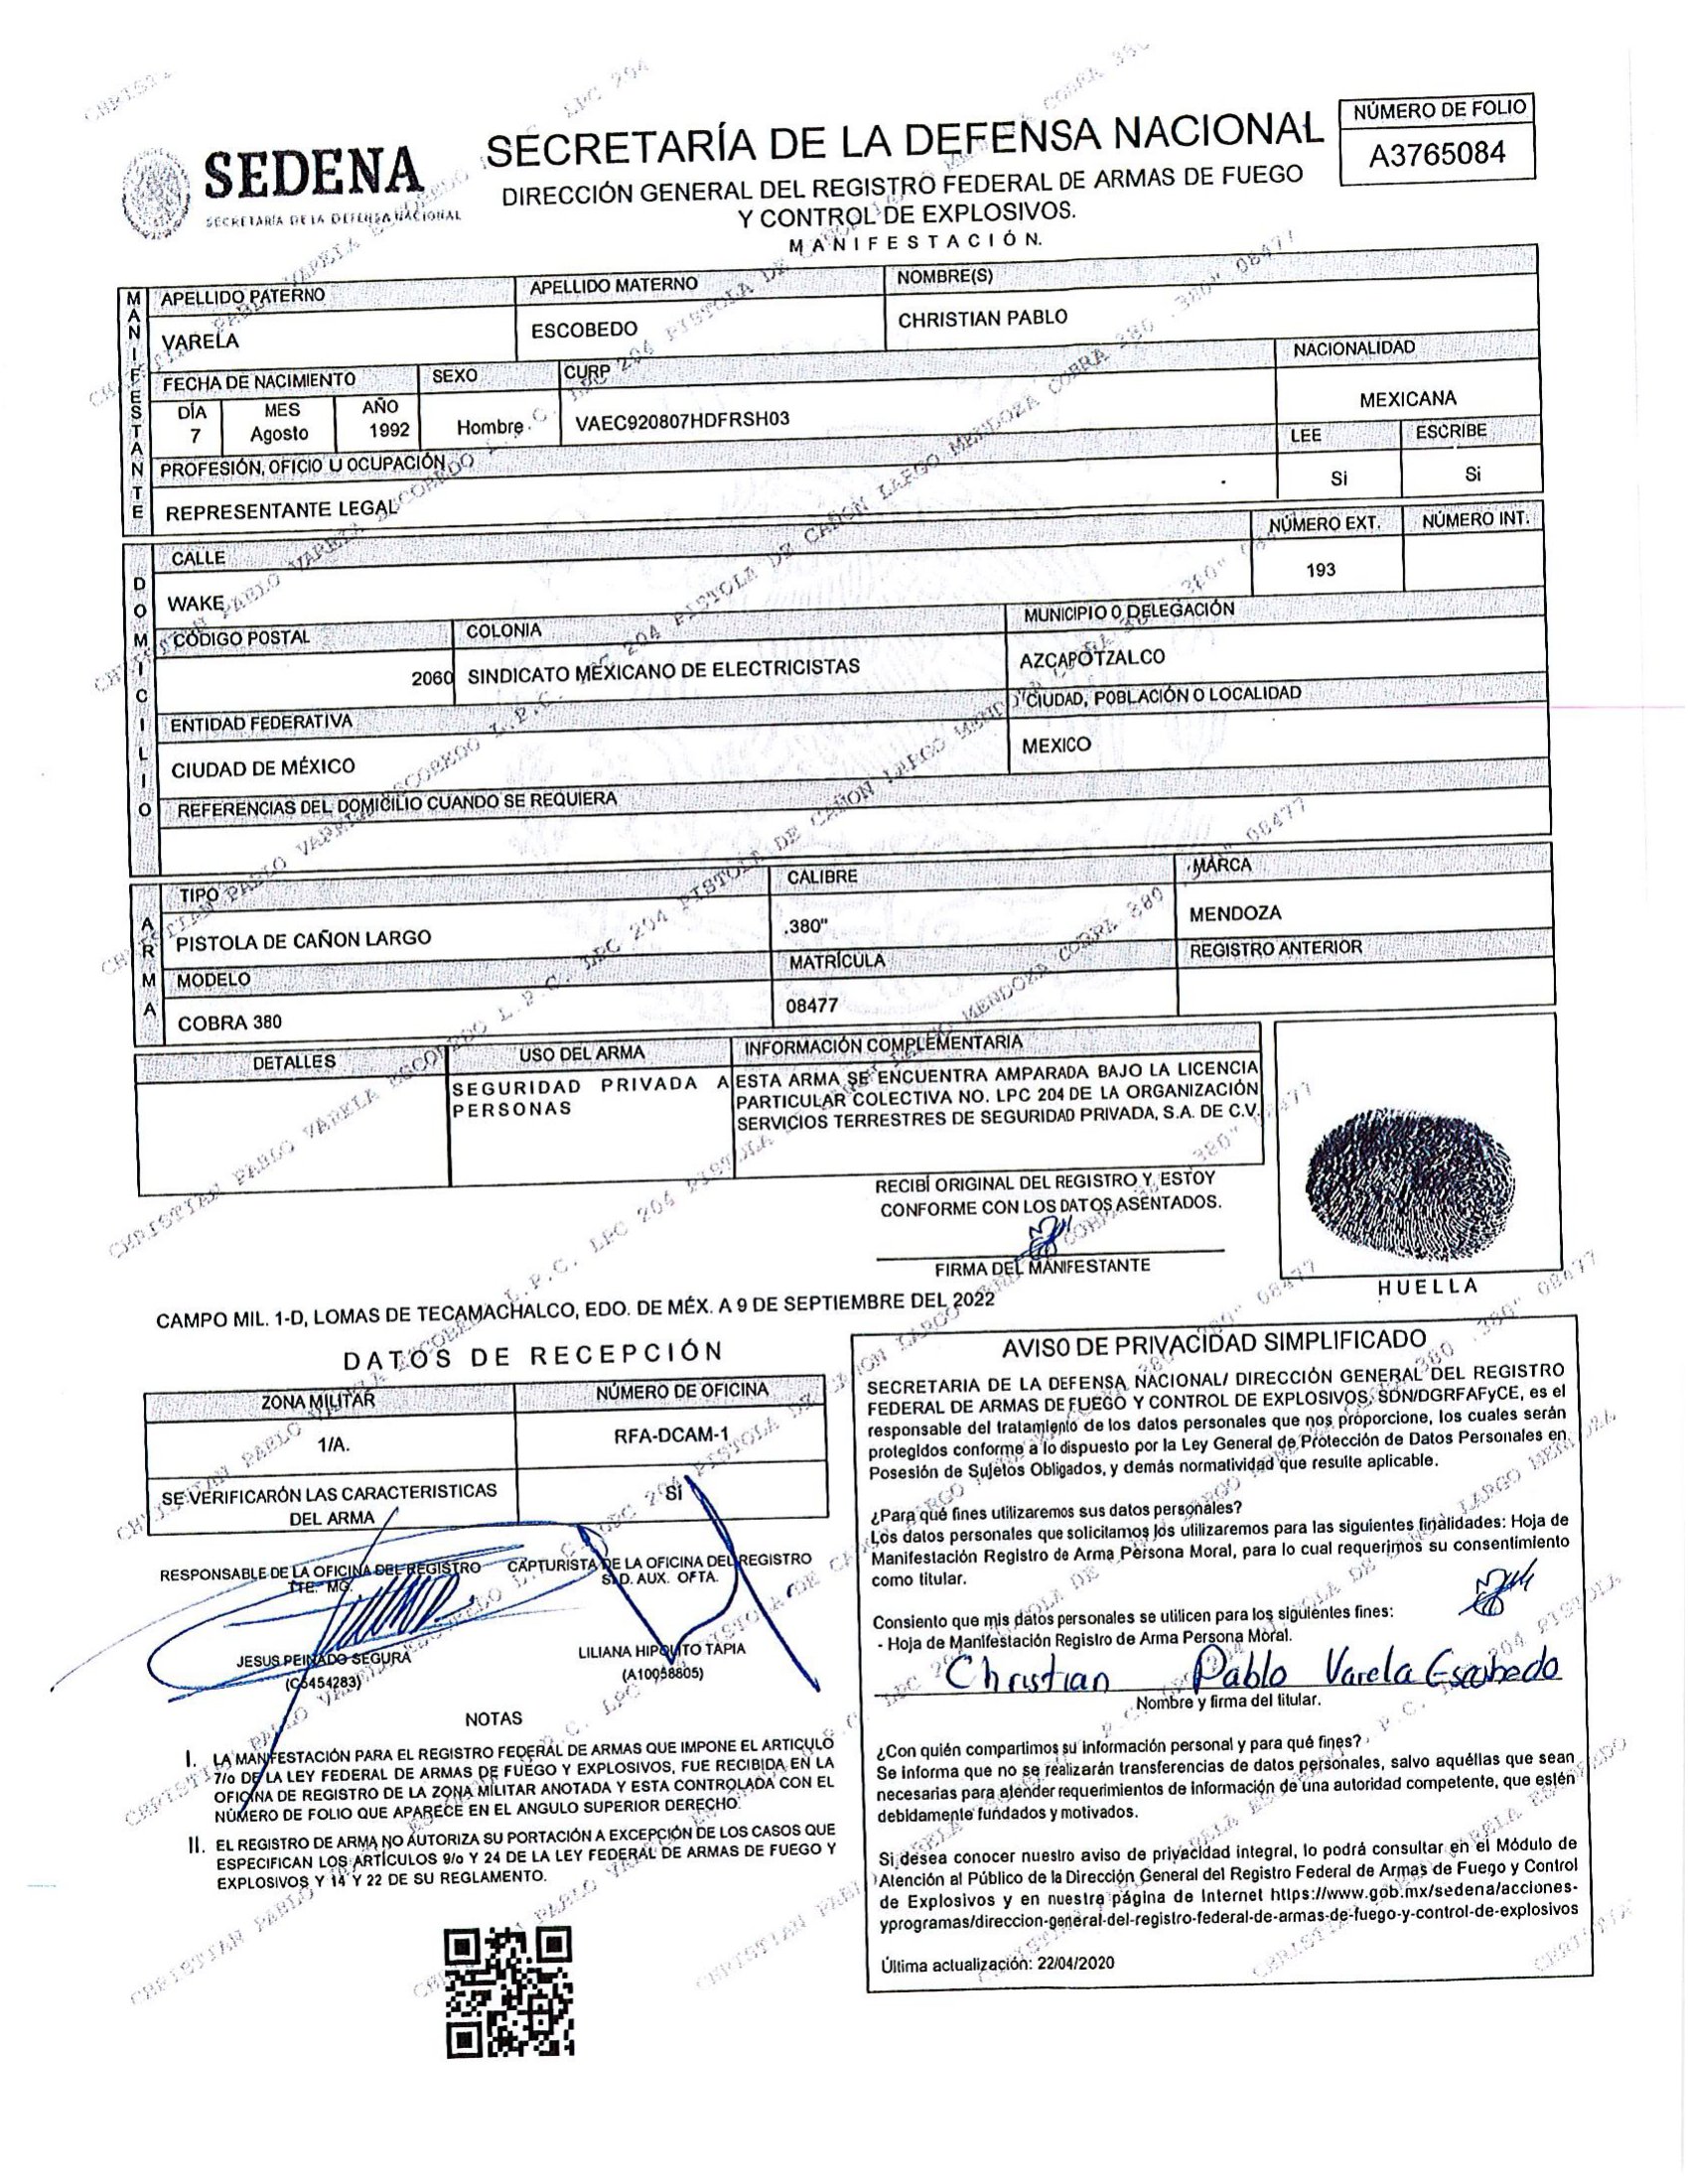 SEDENA
SECRETARÍA DE LA DEFENSA NACIONAL
SECRETARÍA DE LA DEFENSA NACIONAL
DIRECCIÓN GENERAL DEL REGISTRO FEDERAL DE ARMAS DE FUEGO
Y CONTROL DE EXPLOSIVOS.
MANIFESTACIÓN.
NÚMERO DE FOLIO
A3765084
MANIFESTANTE
APELLIDO PATERNO APELLIDO MATERNO NOMBRE(S)
VARELA ESCOBEDO CHRISTIAN PABLO
FECHA DE NACIMIENTO SEXO CURP NACIONALIDAD
DÍA MES AÑO
7 Agosto 1992 Hombre VAEC920807HDFRSH03 MEXICANA
PROFESIÓN, OFICIO U OCUPACIÓN LEE ESCRIBE
REPRESENTANTE LEGAL Si Si
DOMICILIO
CALLE NÚMERO EXT. NÚMERO INT.
WAKE 193
CÓDIGO POSTAL COLONIA MUNICIPIO O DELEGACIÓN
2060 SINDICATO MEXICANO DE ELECTRICISTAS AZCAPOTZALCO
ENTIDAD FEDERATIVA CIUDAD, POBLACIÓN O LOCALIDAD
CIUDAD DE MÉXICO MEXICO
REFERENCIAS DEL DOMICILIO CUANDO SE REQUIERA
ARMA
TIPO CALIBRE MARCA
PISTOLA DE CAÑON LARGO .380" MENDOZA
MODELO MATRÍCULA REGISTRO ANTERIOR
COBRA 380 08477
DETALLES USO DEL ARMA INFORMACIÓN COMPLEMENTARIA
SEGURIDAD PRIVADA A PERSONAS
ESTA ARMA SE ENCUENTRA AMPARADA BAJO LA LICENCIA
PARTICULAR COLECTIVA NO. LPC 204 DE LA ORGANIZACIÓN
SERVICIOS TERRESTRES DE SEGURIDAD PRIVADA, S.A. DE C.V.
RECIBÍ ORIGINAL DEL REGISTRO Y ESTOY
CONFORME CON LOS DATOS ASENTADOS.
FIRMA DEL MANIFESTANTE
HUELLA
CAMPO MIL. 1-D, LOMAS DE TECAMACHALCO, EDO. DE MÉX. A 9 DE SEPTIEMBRE DEL 2022
DATOS DE RECEPCIÓN
ZONA MILITAR NÚMERO DE OFICINA
1/A. RFA-DCAM-1
SE VERIFICARÓN LAS CARACTERISTICAS
DEL ARMA
SI
RESPONSABLE DE LA OFICINA DEL REGISTRO
TTE. MG.
JESUS PEINADO SEGURA
(C5454283)
CAPTURISTA DE LA OFICINA DEL REGISTRO
S.D. AUX. OFTA.
LILIANA HIPOLITO TAPIA
(A10058805)
NOTAS
I. LA MANIFESTACIÓN PARA EL REGISTRO FEDERAL DE ARMAS QUE IMPONE EL ARTICULO
7/o DE LA LEY FEDERAL DE ARMAS DE FUEGO Y EXPLOSIVOS, FUE RECIBIDA EN LA
OFICINA DE REGISTRO DE LA ZONA MILITAR ANOTADA Y ESTA CONTROLADA CON EL
NÚMERO DE FOLIO QUE APARECE EN EL ANGULO SUPERIOR DERECHO.
II. EL REGISTRO DE ARMA NO AUTORIZA SU PORTACIÓN A EXCEPCIÓN DE LOS CASOS QUE
ESPECIFICAN LOS ARTÍCULOS 9/o Y 24 DE LA LEY FEDERAL DE ARMAS DE FUEGO Y
EXPLOSIVOS Y 14 Y 22 DE SU REGLAMENTO.
AVISO DE PRIVACIDAD SIMPLIFICADO
SECRETARIA DE LA DEFENSA NACIONAL/ DIRECCIÓN GENERAL DEL REGISTRO
FEDERAL DE ARMAS DE FUEGO Y CONTROL DE EXPLOSIVOS, SDN/DGRFAFyCE, es el
responsable del tratamiento de los datos personales que nos proporcione, los cuales serán
protegidos conforme a lo dispuesto por la Ley General de Protección de Datos Personales en
Posesión de Sujetos Obligados, y demás normatividad que resulte aplicable.
¿Para qué fines utilizaremos sus datos personales?
Los datos personales que solicitamos los utilizaremos para las siguientes finalidades: Hoja de
Manifestación Registro de Arma Persona Moral, para lo cual requerimos su consentimiento
como titular.
Consiento que mis datos personales se utilicen para los siguientes fines:
- Hoja de Manifestación Registro de Arma Persona Moral.
Christian Pablo Varela Escobedo
Nombre y firma del titular.
¿Con quién compartimos su información personal y para qué fines?
Se informa que no se realizarán transferencias de datos personales, salvo aquéllas que sean
necesarias para atender requerimientos de información de una autoridad competente, que estén
debidamente fundados y motivados.
Si desea conocer nuestro aviso de privacidad integral, lo podrá consultar en el Módulo de
Atención al Público de la Dirección General del Registro Federal de Armas de Fuego y Control
de Explosivos y en nuestra página de Internet https://www.gob.mx/sedena/acciones-
yprogramas/direccion-general-del-registro-federal-de-armas-de-fuego-y-control-de-explosivos
Última actualización: 22/04/2020